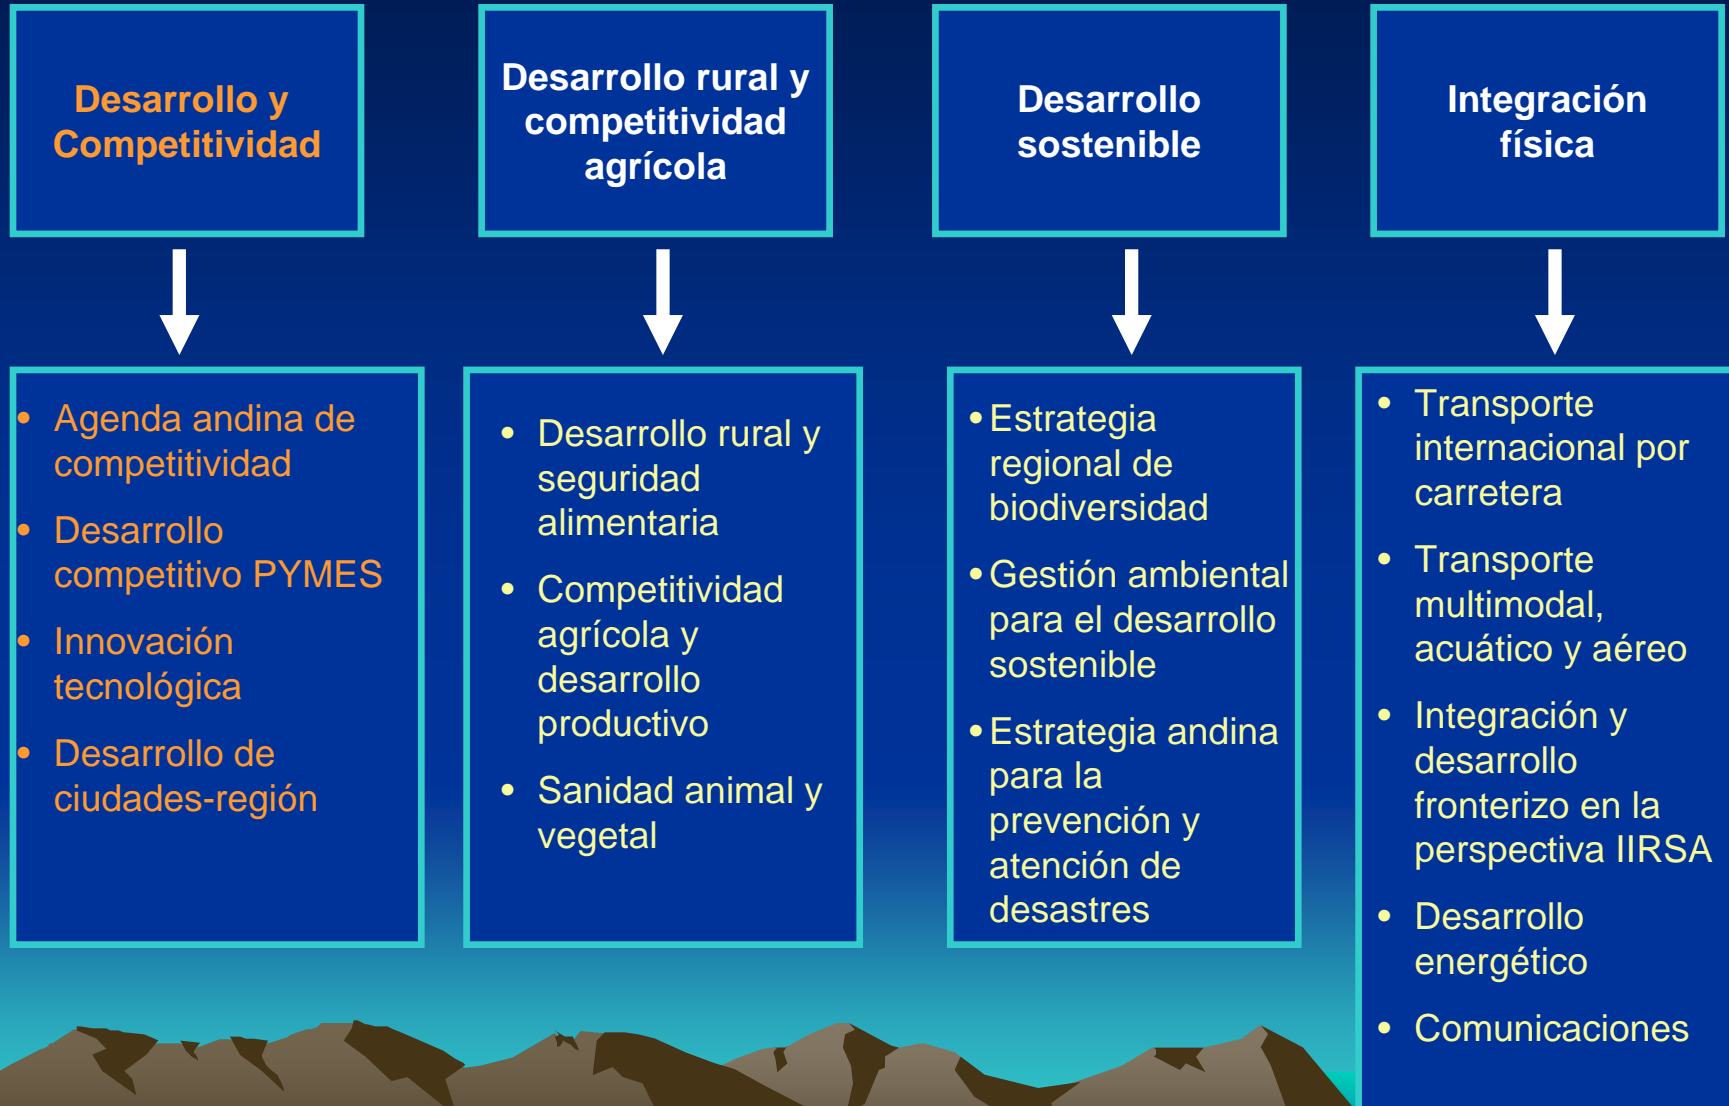 Desarrollo y
Competitividad
Desarrollo rural y
competitividad
agrícola
Desarrollo
sostenible
Integración
física
• Agenda andina de
competitividad
• Desarrollo
competitivo PYMES
• Innovación
tecnológica
• Desarrollo de
ciudades-región
• Desarrollo rural y
seguridad
alimentaria
• Competitividad
agrícola y
desarrollo
productivo
• Sanidad animal y
vegetal
• Estrategia
regional de
biodiversidad
• Gestión ambiental
para el desarrollo
sostenible
• Estrategia andina
para la
prevención y
atención de
desastres
• Transporte
internacional por
carretera
• Transporte
multimodal,
acuático y aéreo
• Integración y
desarrollo
fronterizo en la
perspectiva IIRSA
• Desarrollo
energético
• Comunicaciones